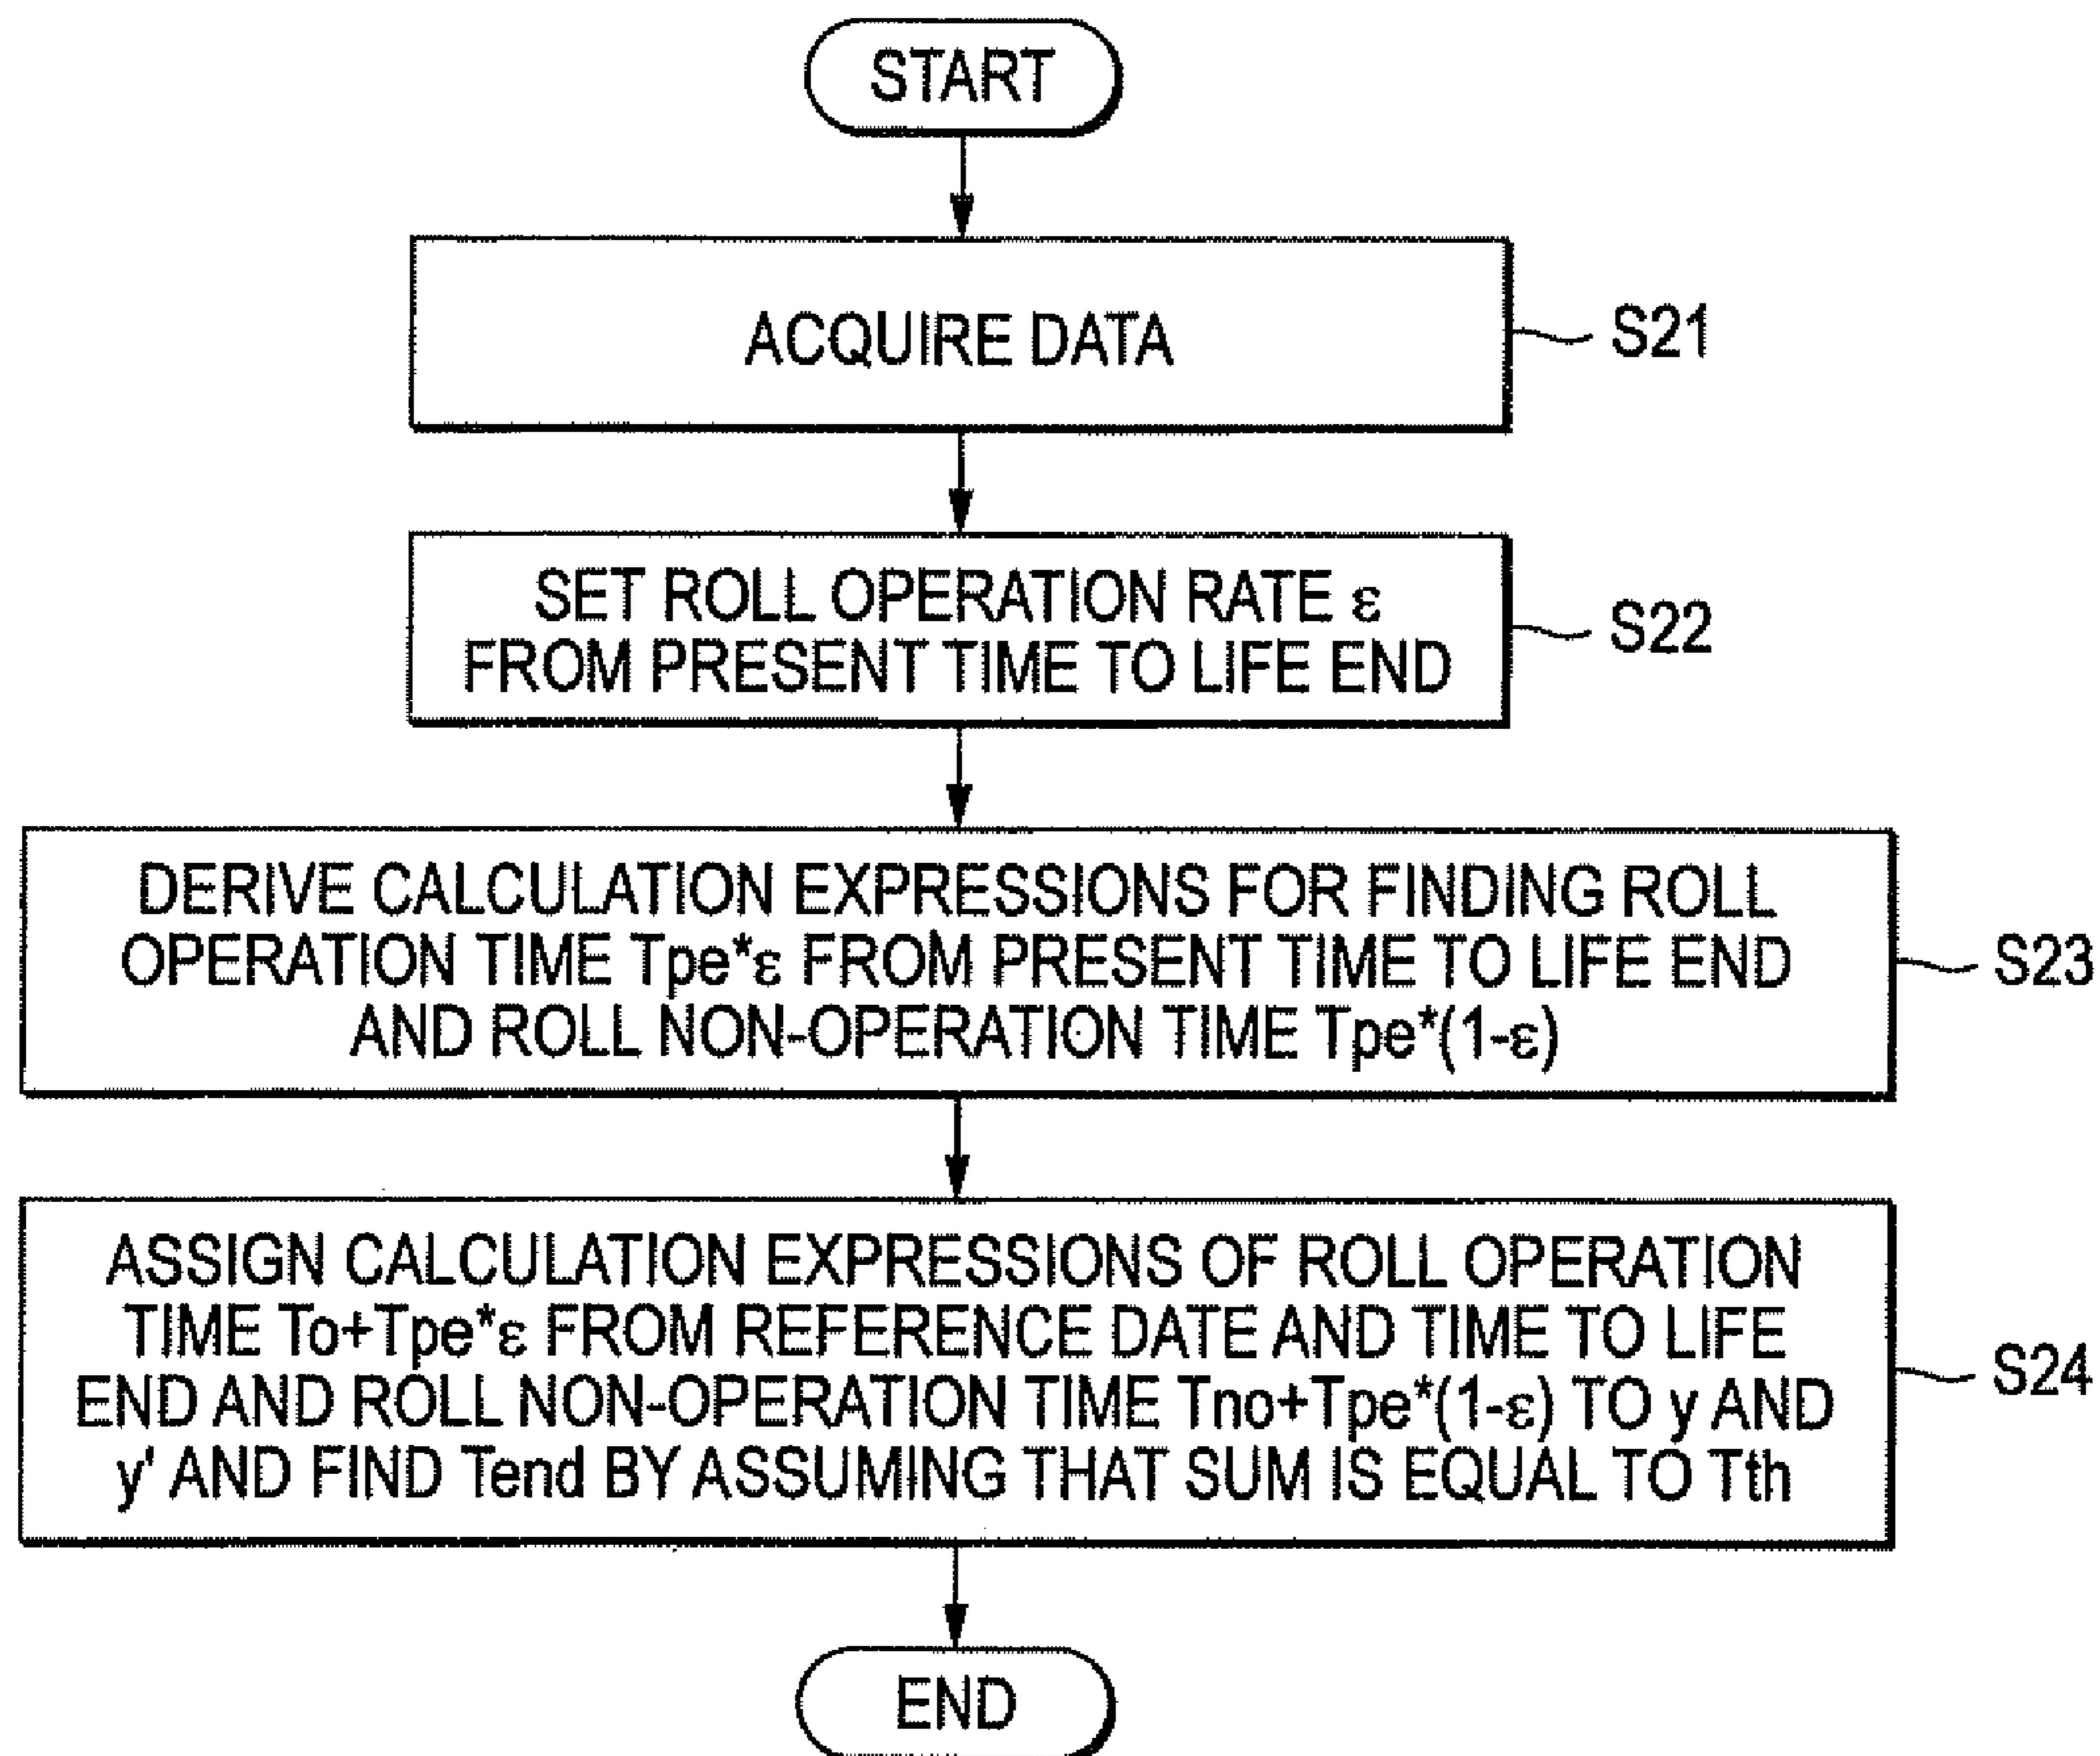 START
ACQUIRE DATA
S21
SET ROLL OPERATION RATE ε
FROM PRESENT TIME TO LIFE END
S22
DERIVE CALCULATION EXPRESSIONS FOR FINDING ROLL
OPERATION TIME Tpe*ε FROM PRESENT TIME TO LIFE END
AND ROLL NON-OPERATION TIME Tpe*(1-ε)
S23
ASSIGN CALCULATION EXPRESSIONS OF ROLL OPERATION
TIME To+Tpe*ε FROM REFERENCE DATE AND TIME TO LIFE
END AND ROLL NON-OPERATION TIME Tno+Tpe*(1-ε) TO y AND
y' AND FIND Tend BY ASSUMING THAT SUM IS EQUAL TO Tth
S24
END